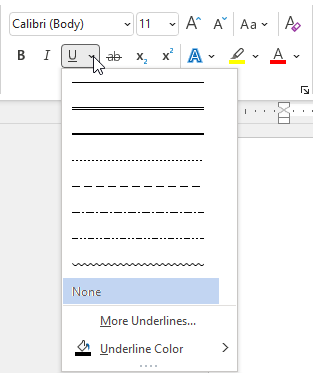 Calibri (Body) 11 A A Aa A
B I U ab x2 x2 A A
None
More Underlines...
Underline Color